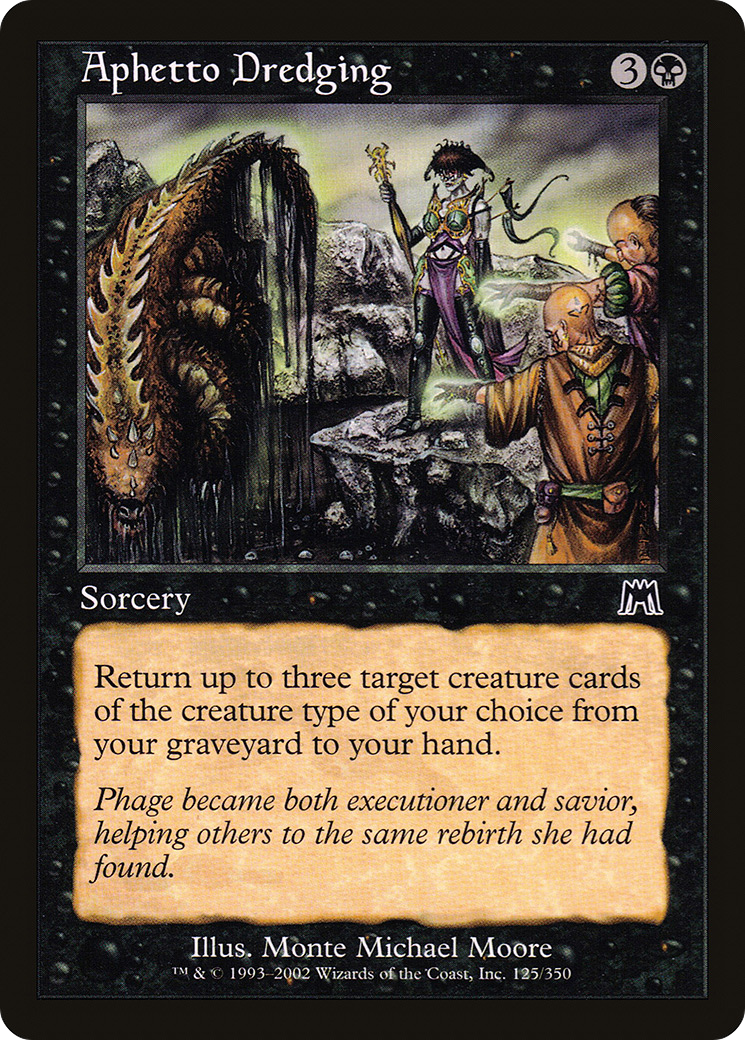 Aphetto Dredging 3
Sorcery
Return up to three target creature cards
of the creature type of your choice from
your graveyard to your hand.
Phage became both executioner and savior,
helping others to the same rebirth she had
found.
Illus. Monte Michael Moore
™ & © 1993–2002 Wizards of the Coast, Inc. 125/350